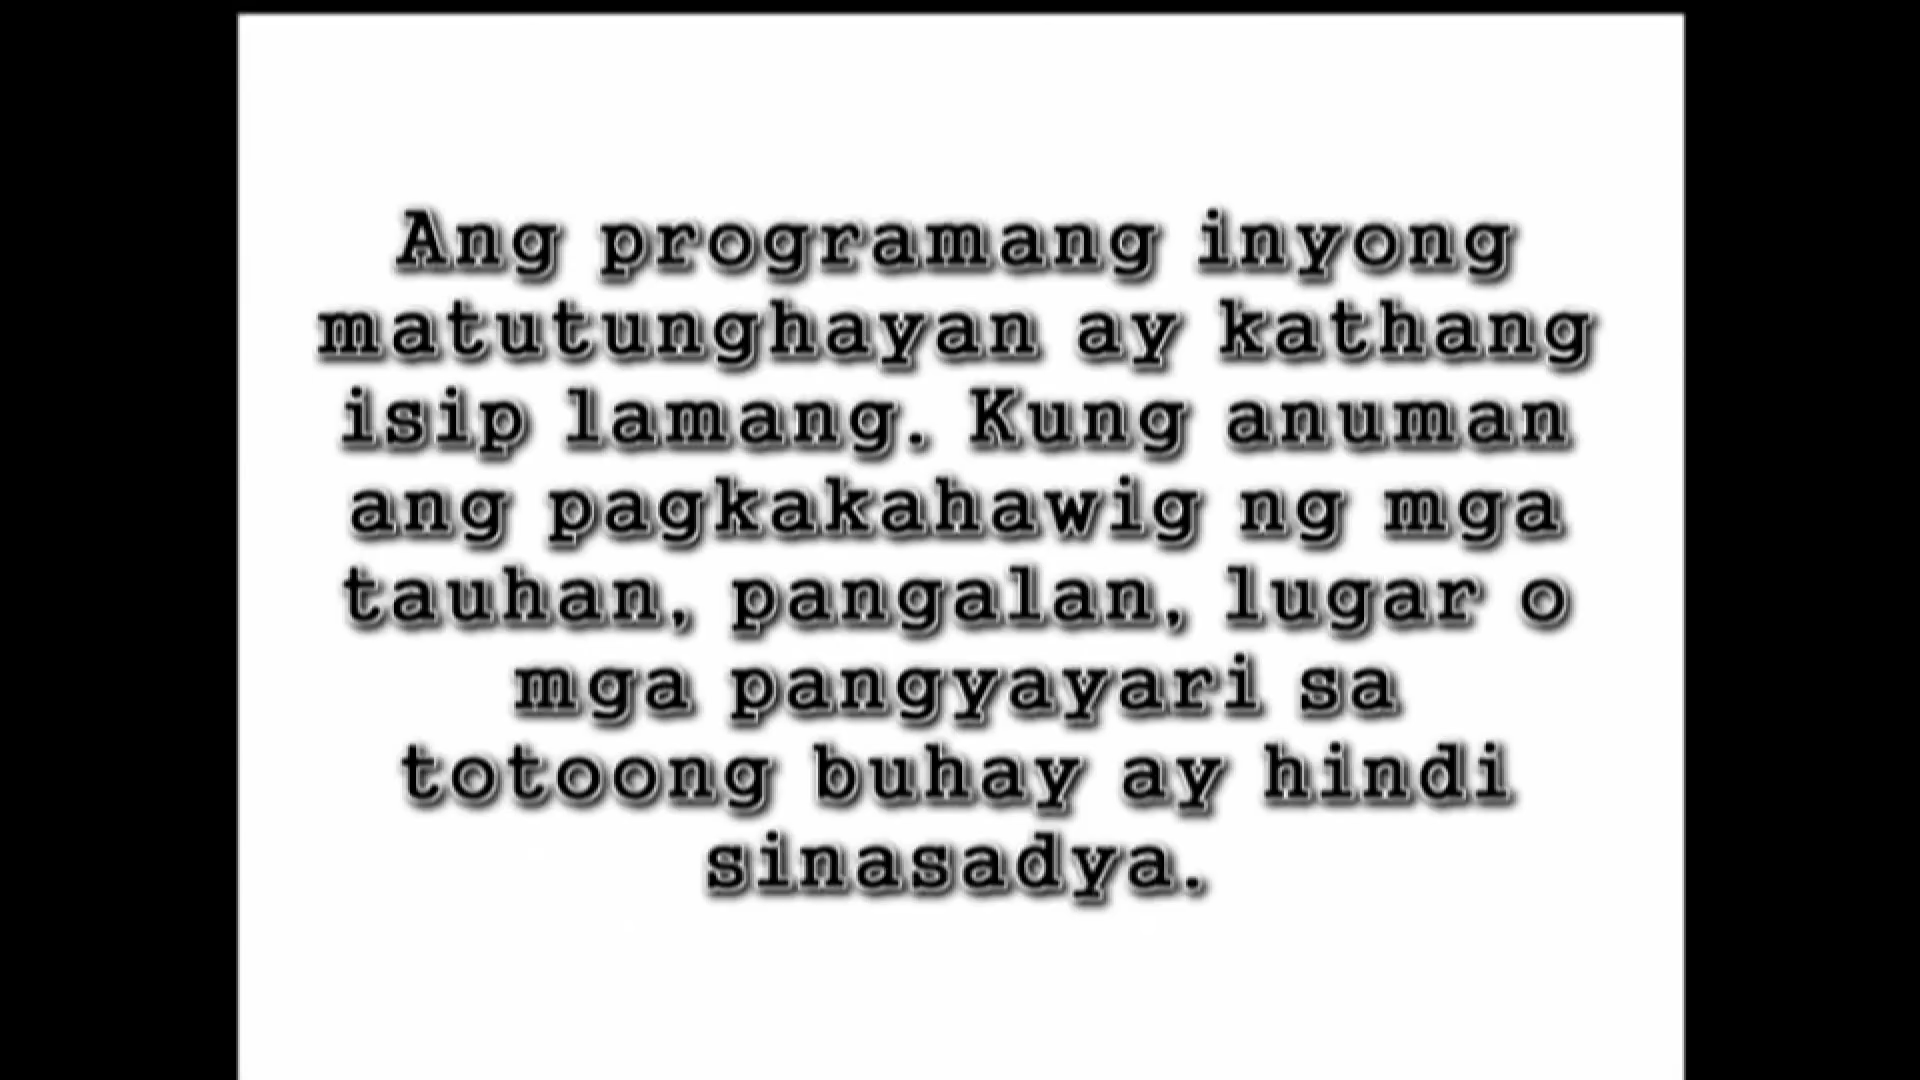 Ang programang inyong
matutunghayan ay kathang
isip lamang. Kung anuman
ang pagkakahawig ng mga
tauhan, pangalan, lugar o
mga pangyayari sa
totoong buhay ay hindi
sinasadya.